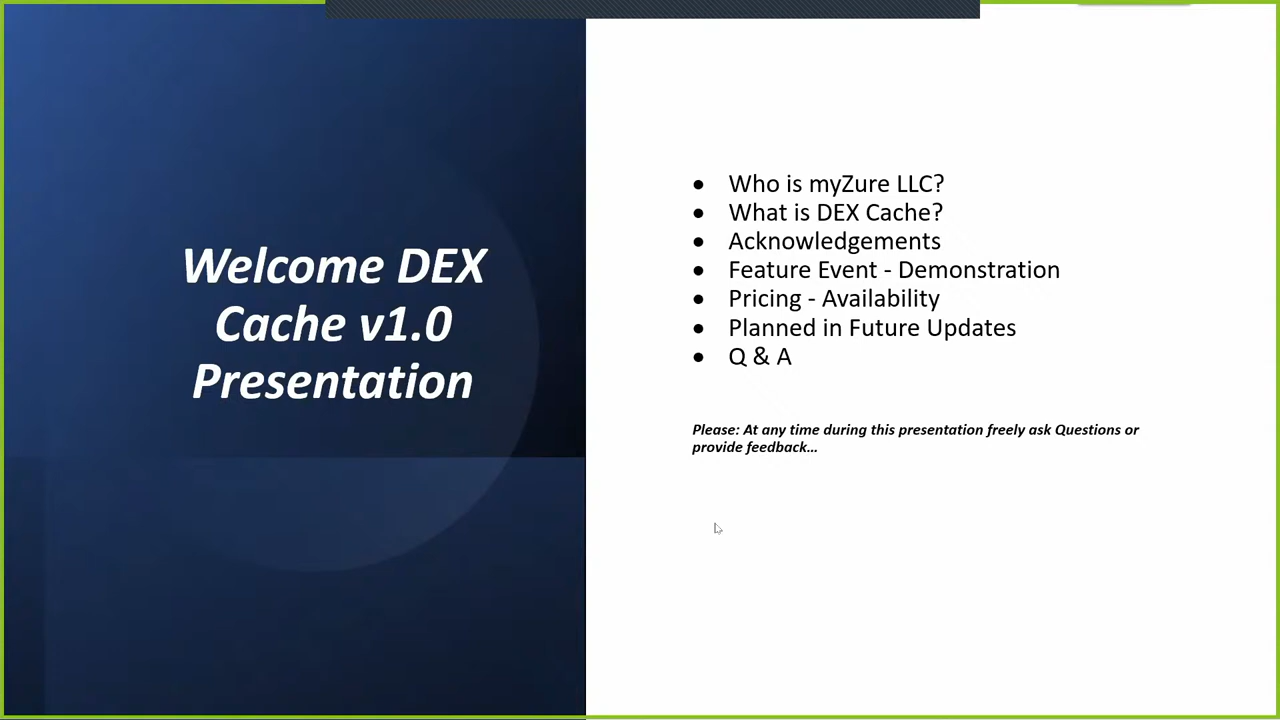 Welcome DEX
Cache v1.0
Presentation
• Who is myZure LLC?
• What is DEX Cache?
• Acknowledgements
• Feature Event - Demonstration
• Pricing - Availability
• Planned in Future Updates
• Q & A
Please: At any time during this presentation freely ask Questions or
provide feedback...